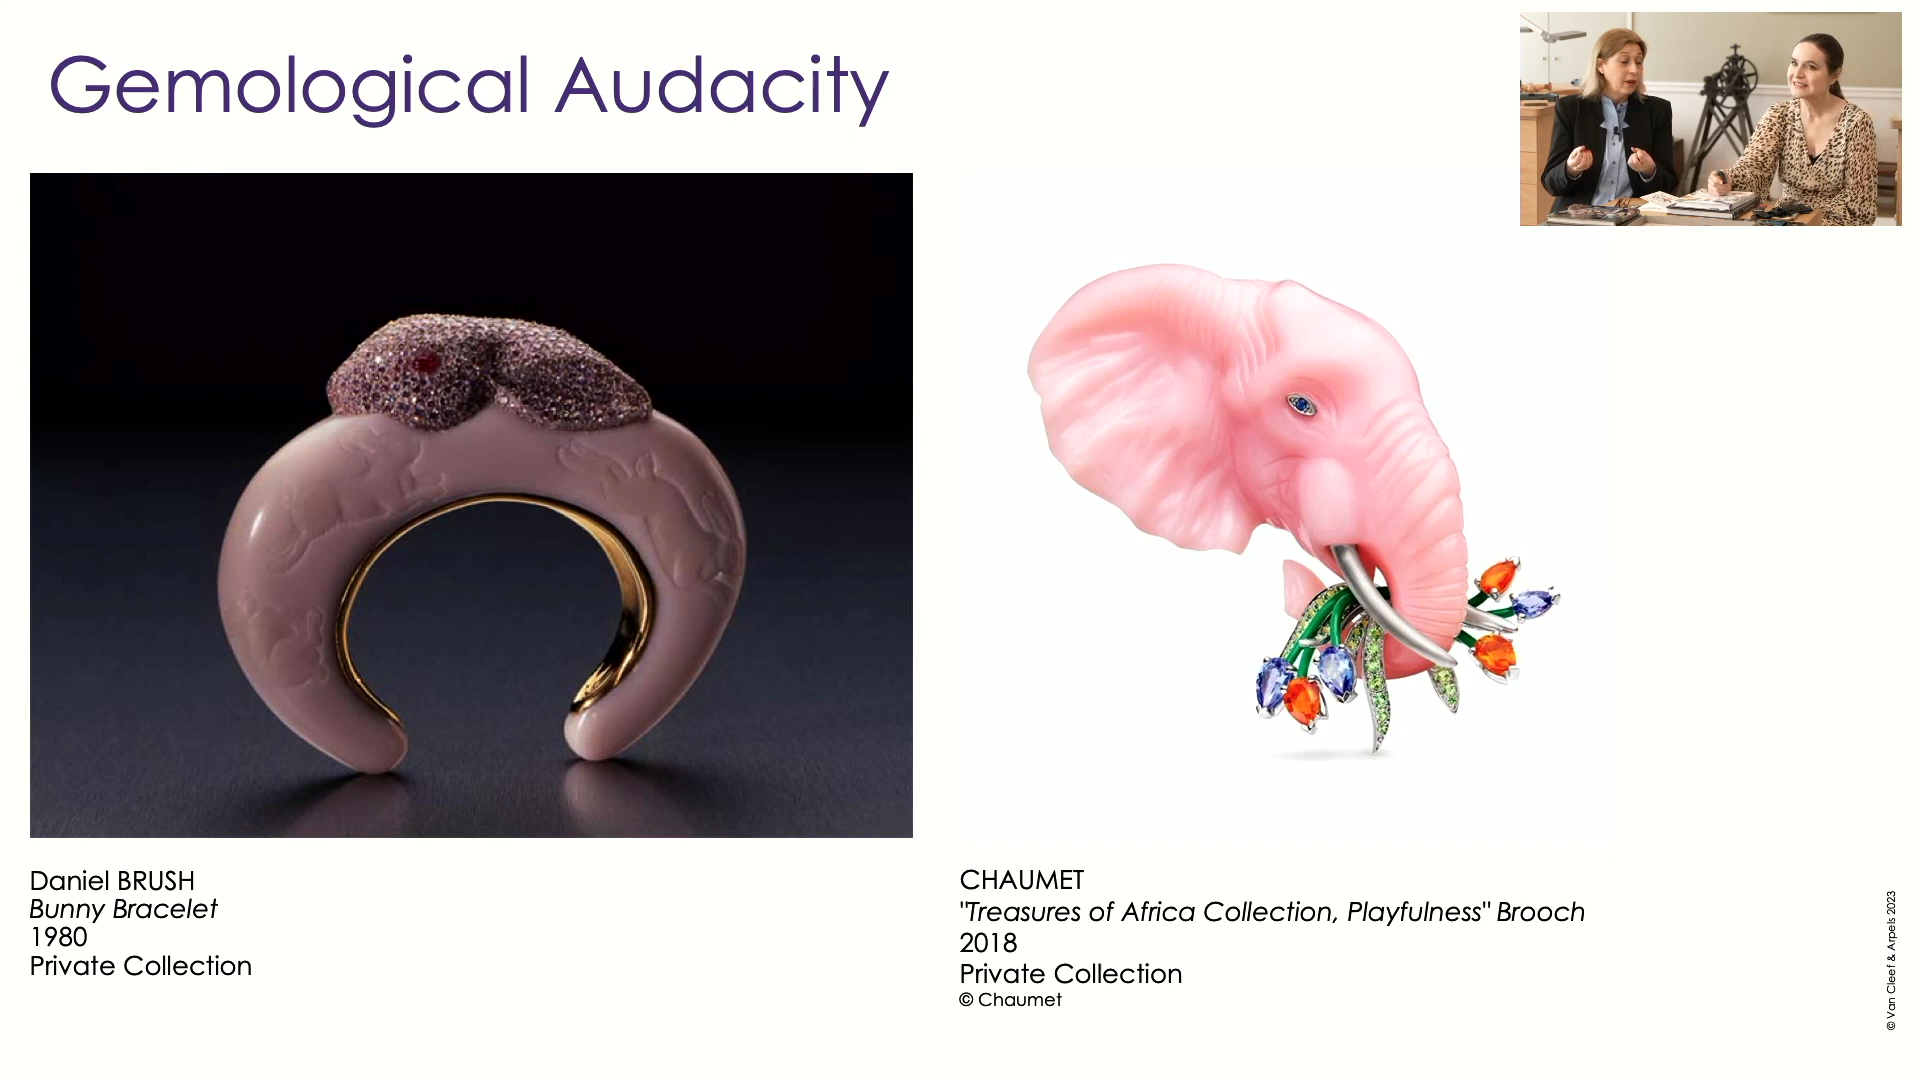 Gemological Audacity
Daniel BRUSH
Bunny Bracelet
1980
Private Collection
CHAUMET
"Treasures of Africa Collection, Playfulness" Brooch
2018
Private Collection
© Chaumet
© Van Cleef & Arpels 2023